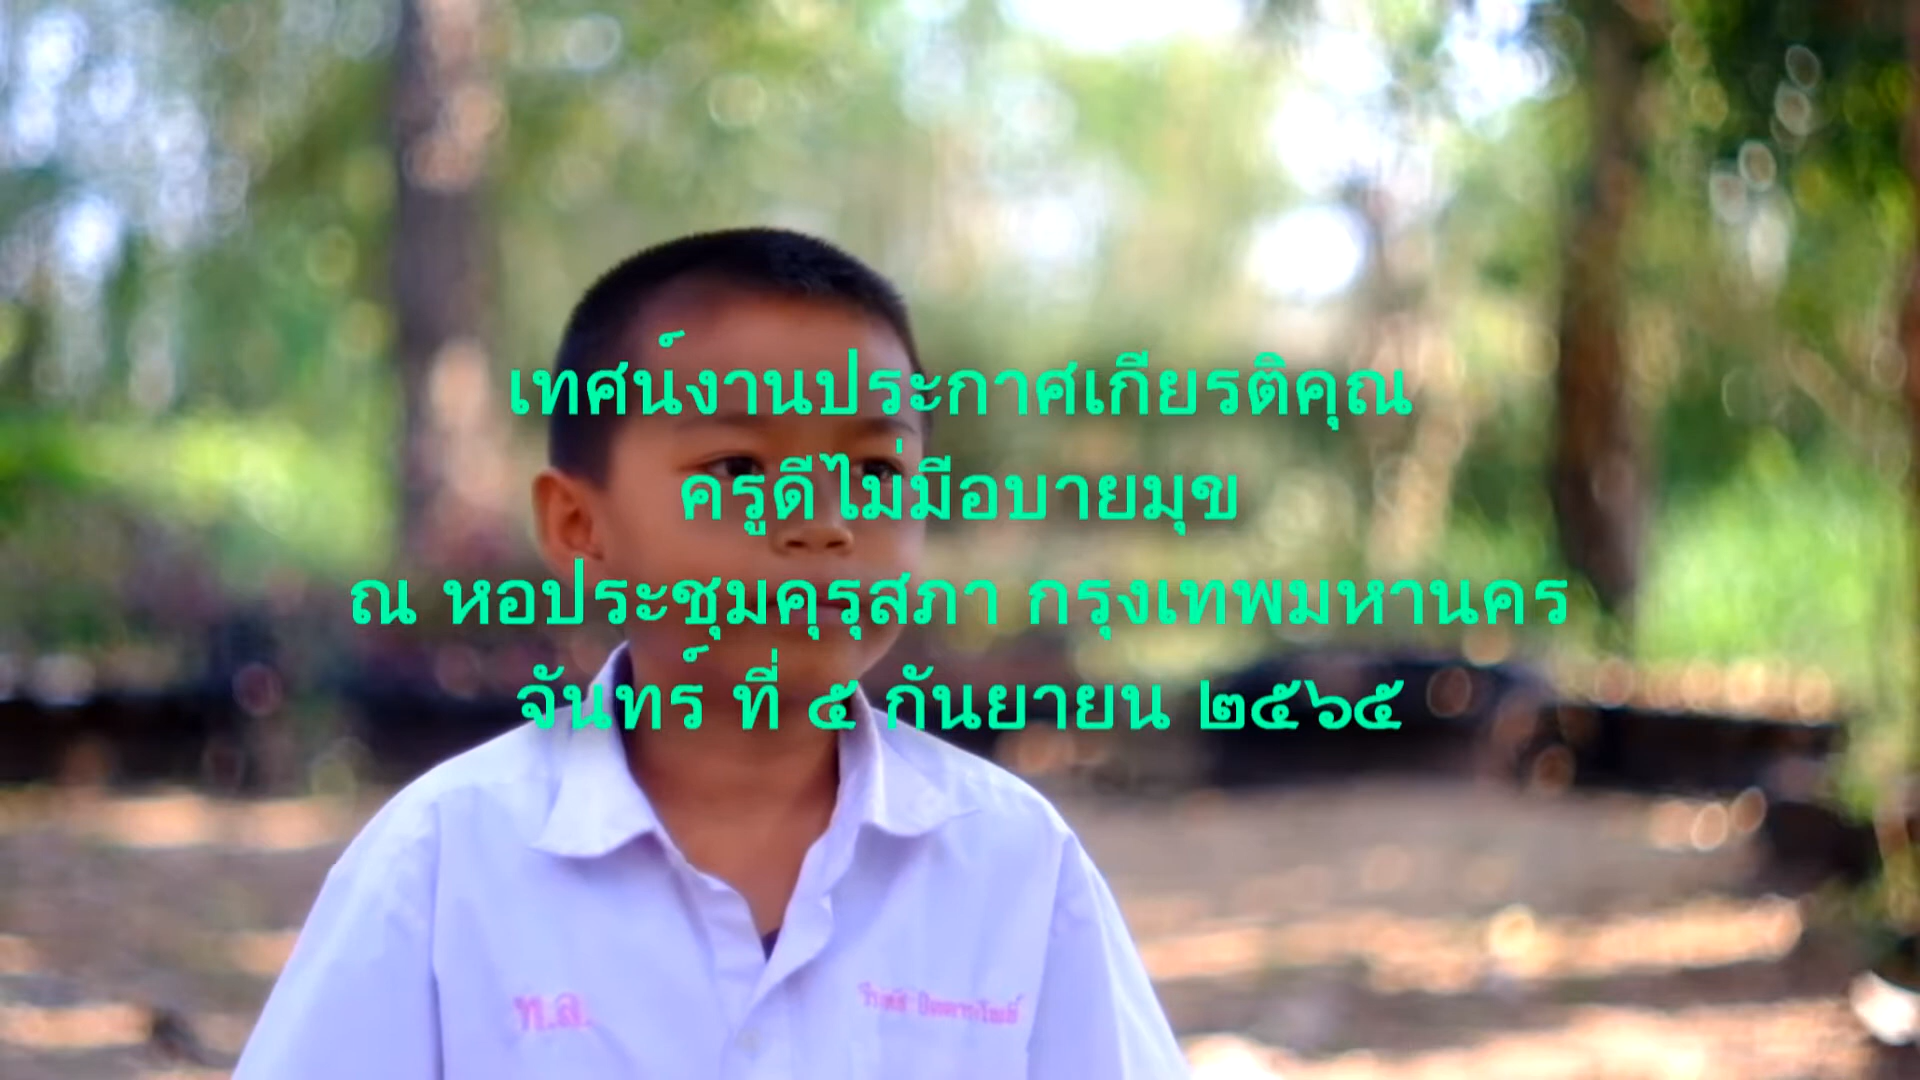 เทศน์งานประกาศเกียรติคุณ
ครูดีไม่มีอบายมุข
ณ หอประชุมคุรุสภา กรุงเทพมหานคร
จันทร์ ที่ ๕ กันยายน ๒๕๖๕
ท.ส.